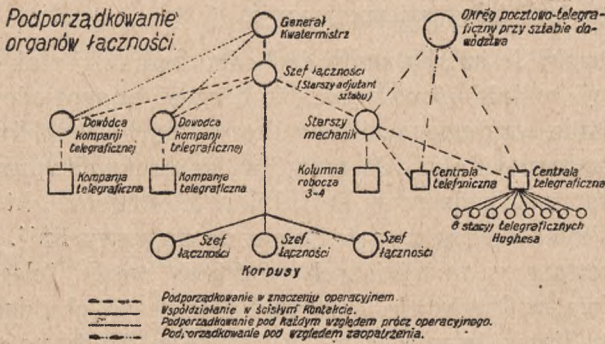 Podporządkowanie
organów łączności.
Generał
Kwatermistrz
Okręg pocztowo-telegra-
ficzny przy sztabie do-
wództwa
Szef łączności
(Starszy adjutant
sztabu)
Dowódca
kompanji
telegraficznej
Dowódca
kompanji
telegraficznej
Starszy
mechanik
Kompanja
telegraficzna
Kompanja
telegraficzna
Kolumna
robocza
3-4
Centrala
telefoniczna
Centrala
telegraficzna
8 stacyj telegraficznych
Hughesa
Szef
łączności
Szef
łączności
Szef
łączności
Korpusy
Podporządkowanie w znaczeniu operacyjnem.
Współdziałanie w ścisłym kontakcie.
Podporządkowanie pod każdym względem prócz operacyjnego.
Podporządkowanie pod względem zaopatrzenia.